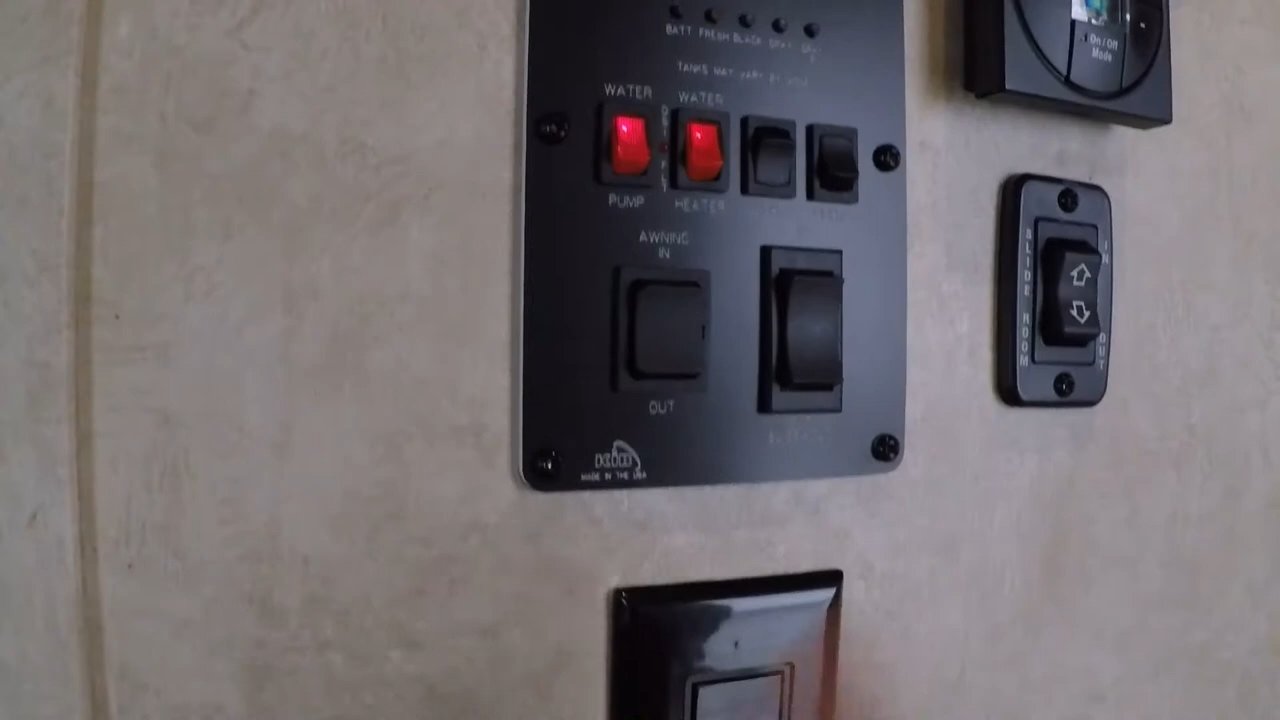 BATT FRESH BLACK
TANKS MAY VARY BY
On / Off
Mode
WATER WATER
PUMP HEATER
AWNING
IN
OUT
SLIDE ROOM
IN
OUT
KIB
MADE IN THE USA